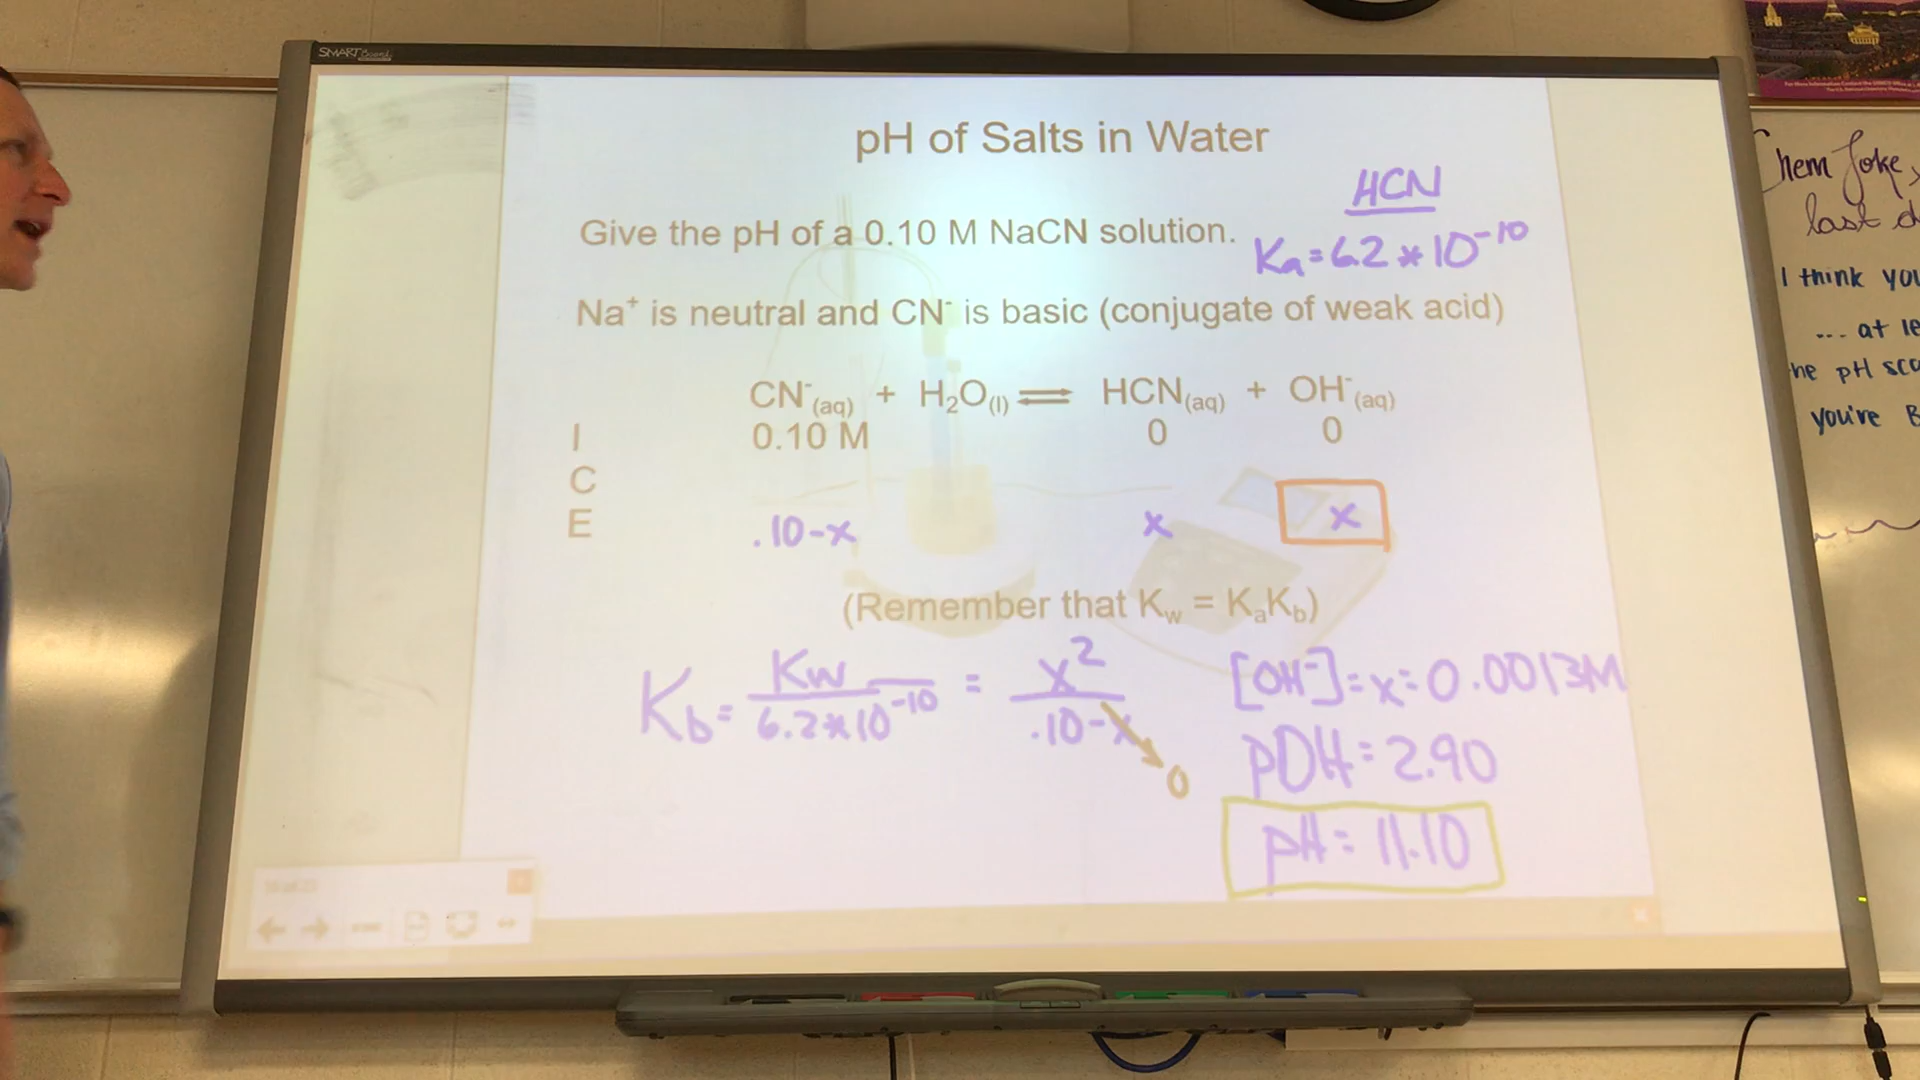 SMART Board
pH of Salts in Water
HCN
Give the pH of a 0.10 M NaCN solution.
Ka = 6.2 * 10⁻¹⁰
Na⁺ is neutral and CN⁻ is basic (conjugate of weak acid)
CN⁻(aq) + H₂O(l) ⇌ HCN(aq) + OH⁻(aq)
I 0.10 M 0 0
C
E .10-x x x
(Remember that Kw = KaKb)
Kb = Kw / 6.2*10⁻¹⁰ = x² / .10-x → 0
[OH⁻] = x = 0.0013M
pOH = 2.90
pH = 11.10
Chem Joke
last
I think you
... at le
he pH sca
you're B